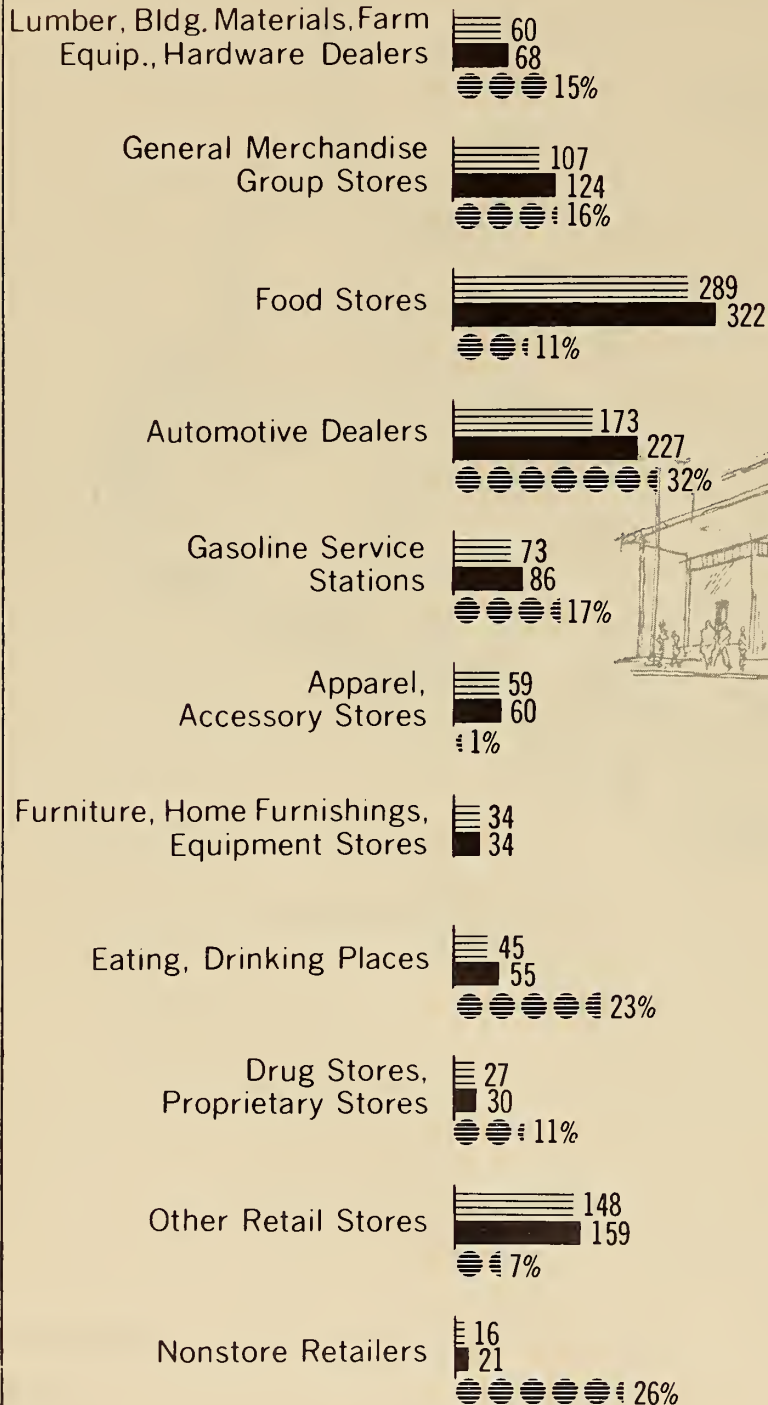 Lumber, Bldg. Materials, Farm
Equip., Hardware Dealers
60
68
15%
General Merchandise
Group Stores
107
124
16%
Food Stores
289
322
11%
Automotive Dealers
173
227
32%
Gasoline Service
Stations
73
86
17%
Apparel,
Accessory Stores
59
60
1%
Furniture, Home Furnishings,
Equipment Stores
34
34
Eating, Drinking Places
45
55
23%
Drug Stores,
Proprietary Stores
27
30
11%
Other Retail Stores
148
159
7%
Nonstore Retailers
16
21
26%